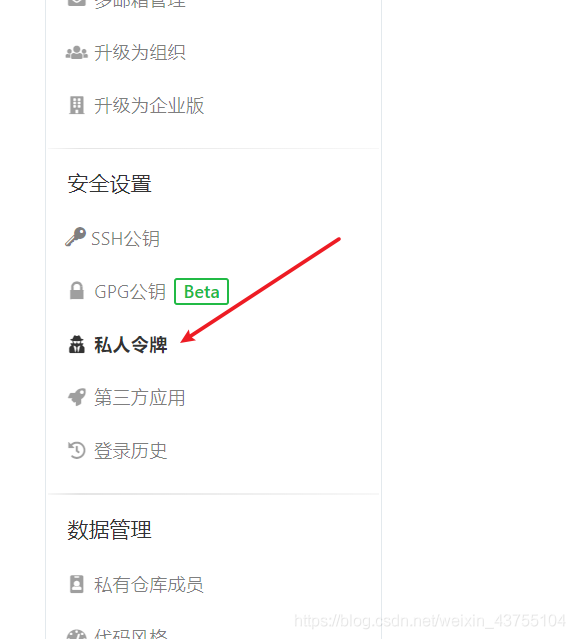 多邮箱管理
升级为组织
升级为企业版
安全设置
SSH公钥
GPG公钥 Beta
私人令牌
第三方应用
登录历史
数据管理
私有仓库成员
代码风格
https://blog.csdn.net/weixin_43755104